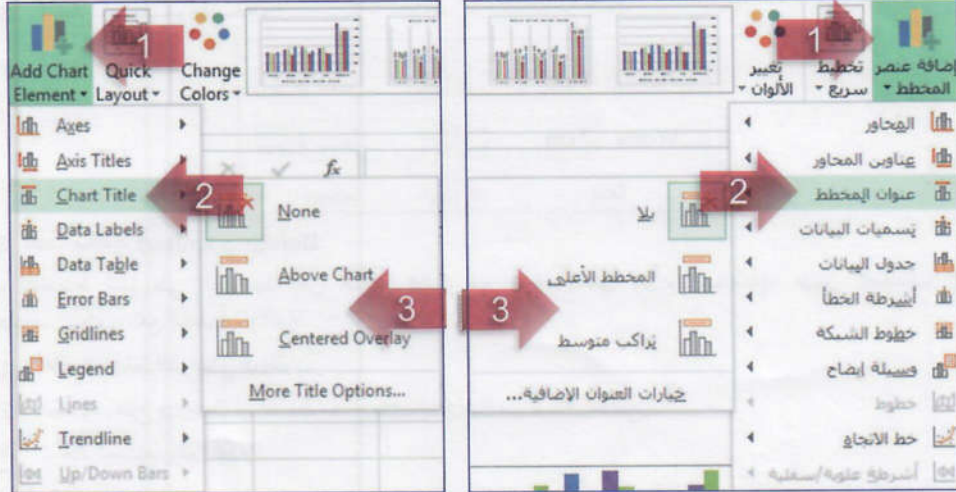 1
Add Chart Element
Quick Layout
Change Colors
Axes
Axis Titles
Chart Title
Data Labels
Data Table
Error Bars
Gridlines
Legend
Lines
Trendline
Up/Down Bars
2
fx
None
Above Chart
Centered Overlay
More Title Options...
3
1
إضافة عنصر المخطط
تخطيط سريع
تغيير الألوان
المحاور
عناوين المحاور
عنوان المخطط
تسميات البيانات
جدول البيانات
أشرطة الخطأ
خطوط الشبكة
وسيلة إيضاح
خطوط
خط الاتجاه
أشرطة علوية/سفلية
2
بلا
المخطط الأعلى
تراكب متوسط
خيارات العنوان الإضافية...
3